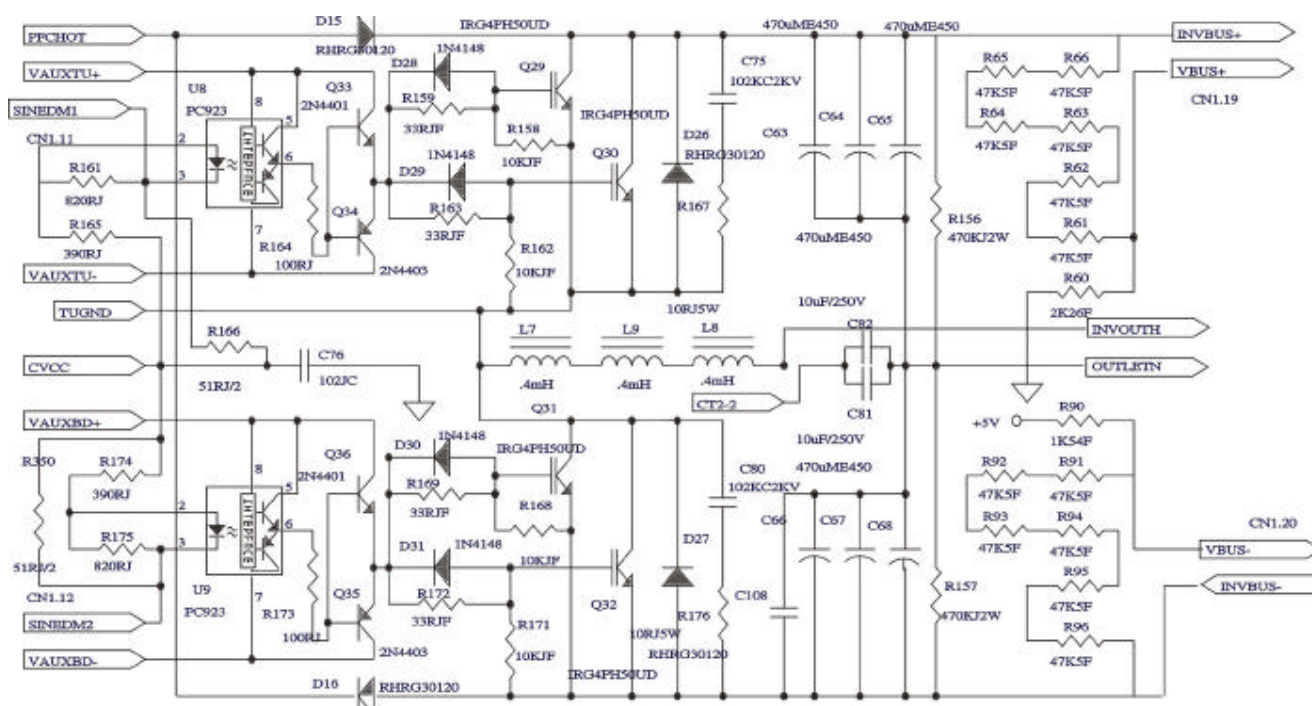 D15
IRG4PH50UD
470uME450
470uME450
PFCHOT
RHRG30120
INVBUS+
1N4148
VAUXTU+
U8
PC923
Q33
2N4401
D28
Q29
C75
102KC2KV
R65
R66
VBUS+
47K5F
47K5F
CN1.19
SINEDM1
8
5
R159
33RJF
R158
10KJF
IRG4PH50UD
C64
C65
C63
R64
R63
47K5F
47K5F
CN1.11
2
6
3
1N4148
D29
Q30
D26
RHRG30120
R161
820RJ
R62
47K5F
R165
390RJ
7
R164
100RJ
Q34
R163
33RJF
R162
10KJF
R167
470uME450
470uME450
R156
470KJ2W
R61
47K5F
VAUXTU-
2N4403
R60
2K26F
TUGND
10RJ5W
10uF/250V
C82
INVOUTH
R166
51RJ/2
C76
102JC
L7
L9
L8
.4mH
.4mH
.4mH
CVCC
OUTLETN
CT2-2
C81
10uF/250V
VAUXBD+
Q31
+5V
R90
1K54F
R350
R174
390RJ
Q36
2N4401
D30
1N4148
IRG4PH50UD
470uME450
C80
102KC2KV
R92
R91
47K5F
47K5F
8
5
2
6
3
R169
33RJF
R168
10KJF
C66
C67
C68
CN1.20
R93
R94
47K5F
47K5F
VBUS-
R175
820RJ
51RJ/2
D31
1N4148
D27
R95
47K5F
INVBUS-
CN1.12
U9
PC923
7
R173
100RJ
Q35
R172
33RJF
R171
10KJF
Q32
10RJ5W
R176
C108
R157
470KJ2W
SINEDM2
R96
47K5F
VAUXBD-
2N4403
RHRG30120
D16
RHRG30120
IRG4PH50UD